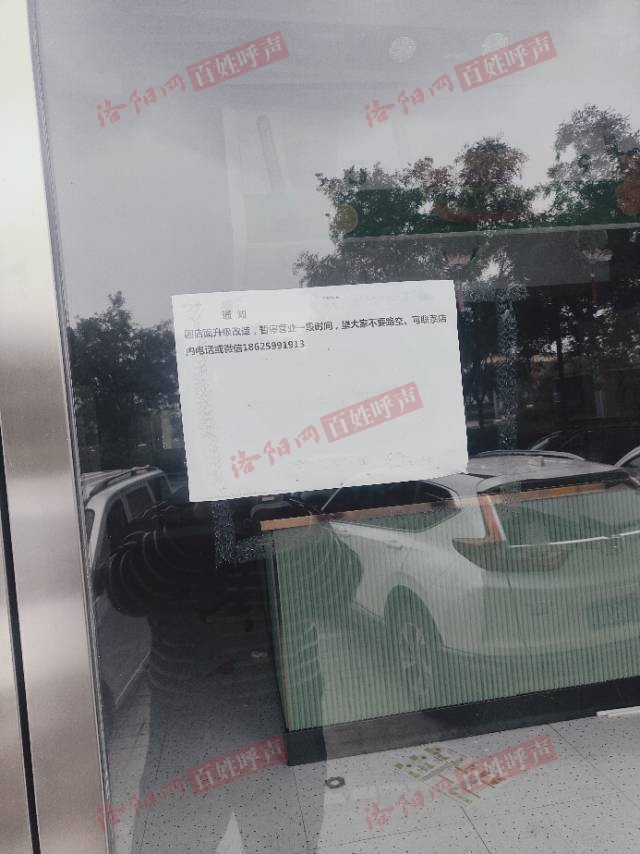 洛阳网百姓呼声
洛阳网百姓呼声
通 知
因店面升级改造，暂停营业一段时间，望大家不要跑空。可联系店
内电话或微信18625991913
洛阳网百姓呼声
洛阳网百姓呼声
洛阳网百姓呼声